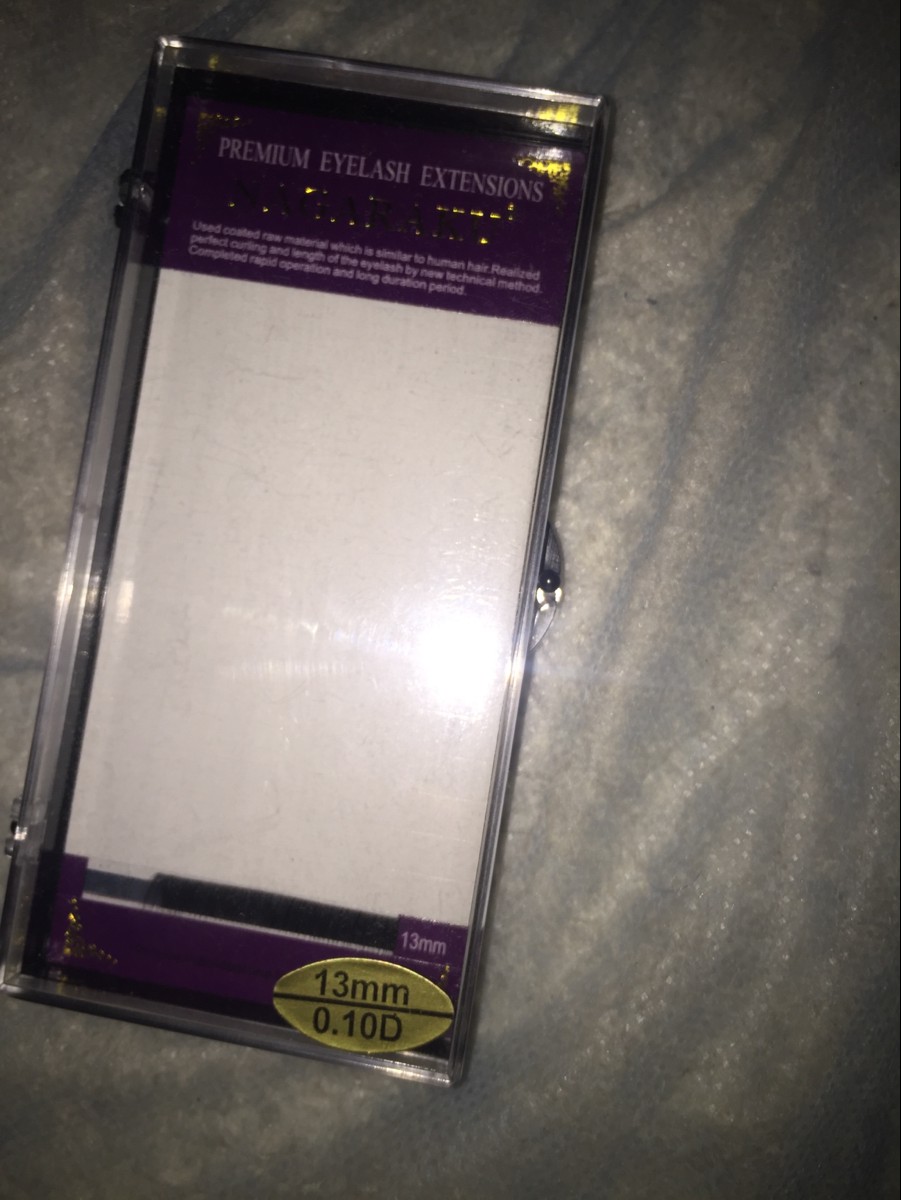 PREMIUM EYELASH EXTENSIONS
NAGARAKU
Used coated raw material which is similar to human hair.Realized
perfect curling and length of the eyelash by new technical method.
Completed rapid operation and long duration period.
13mm
13mm
0.10D